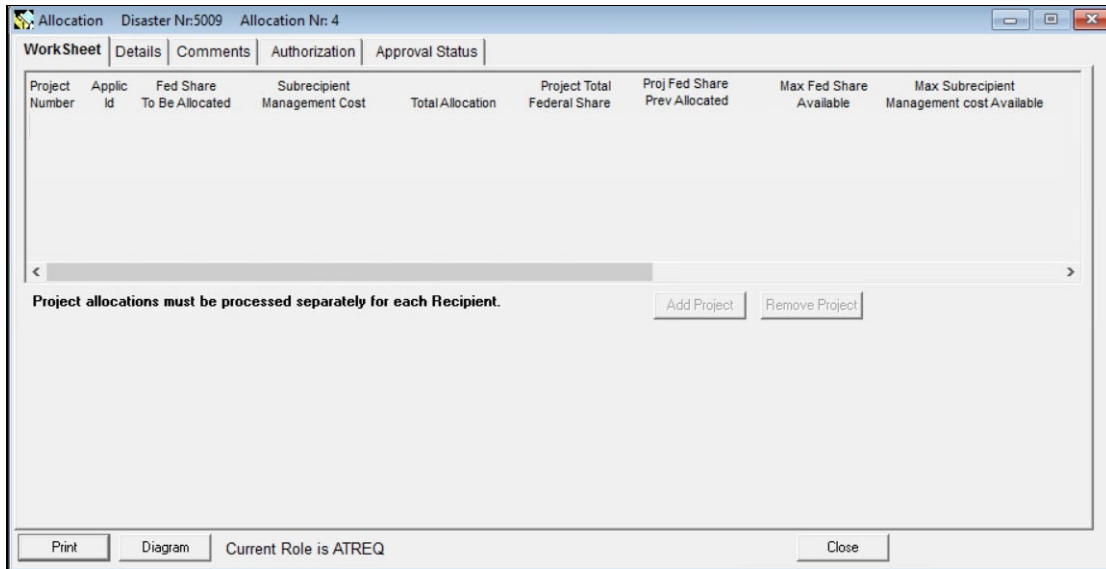 Allocation Disaster Nr:5009 Allocation Nr: 4
WorkSheet Details Comments Authorization Approval Status
Project Number
Applic Id
Fed Share To Be Allocated
Subrecipient Management Cost
Total Allocation
Project Total Federal Share
Proj Fed Share Prev Allocated
Max Fed Share Available
Max Subrecipient Management cost Available
Project allocations must be processed separately for each Recipient.
Add Project Remove Project
Print Diagram Current Role is ATREQ Close